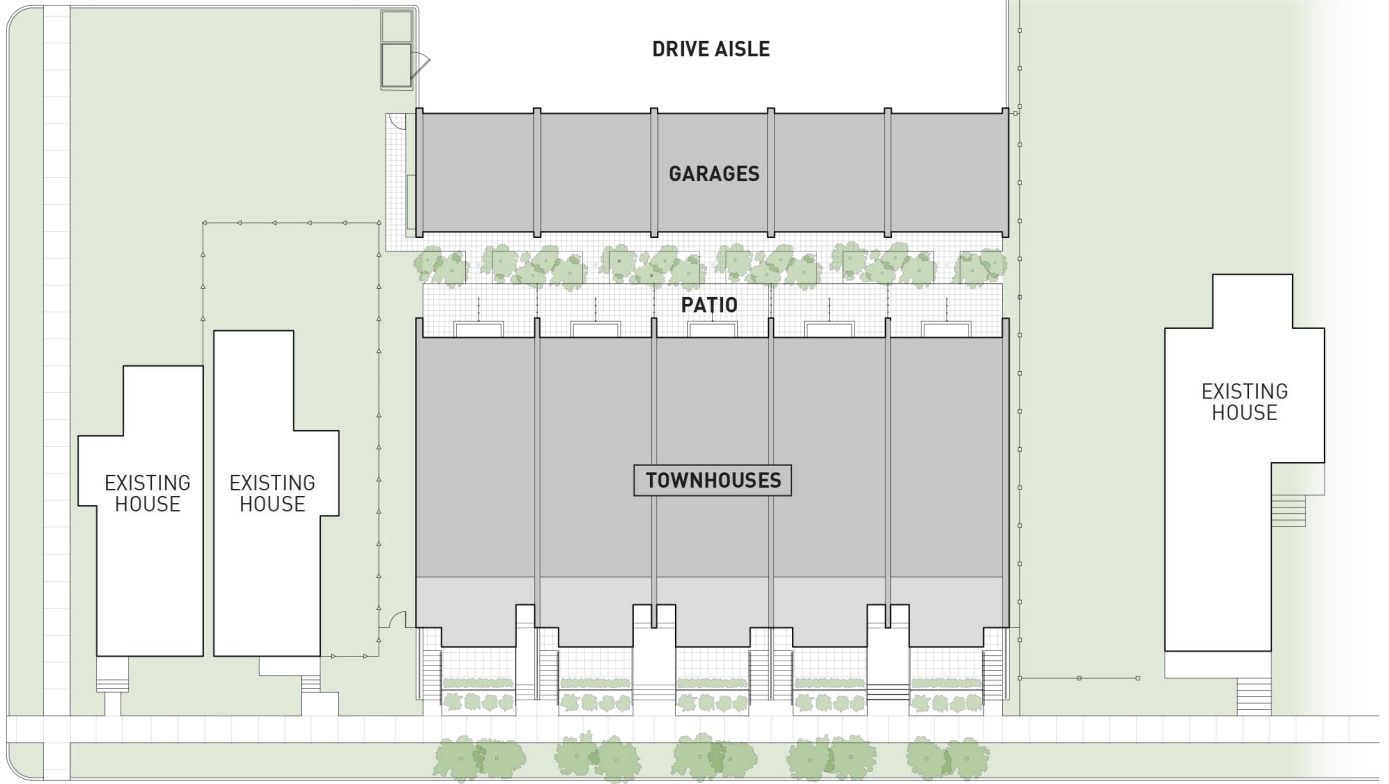 DRIVE AISLE
GARAGES
PATIO
EXISTING
HOUSE
TOWNHOUSES
EXISTING
HOUSE
EXISTING
HOUSE